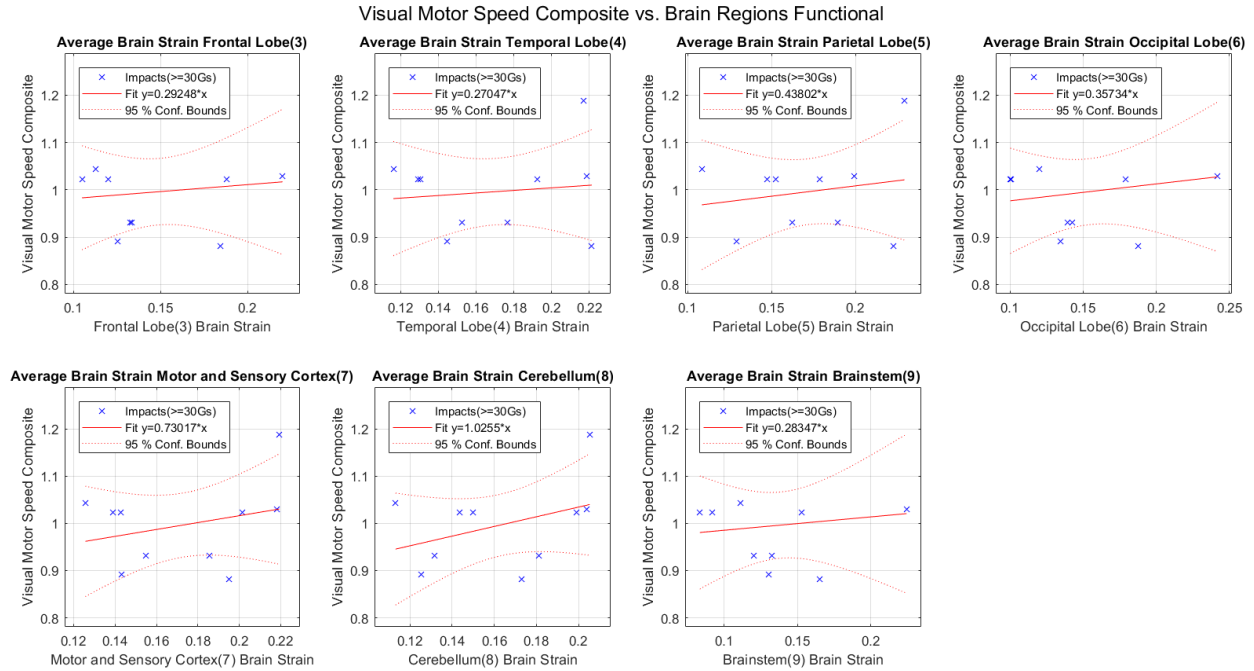 Visual Motor Speed Composite vs. Brain Regions Functional
Average Brain Strain Frontal Lobe(3)
Impacts(>=30Gs)
Fit y=0.29248*x
95 % Conf. Bounds
Visual Motor Speed Composite
1.2
1.1
1
0.9
0.8
0.1 0.15 0.2
Frontal Lobe(3) Brain Strain
Average Brain Strain Temporal Lobe(4)
Impacts(>=30Gs)
Fit y=0.27047*x
95 % Conf. Bounds
Visual Motor Speed Composite
1.2
1.1
1
0.9
0.8
0.12 0.14 0.16 0.18 0.2 0.22
Temporal Lobe(4) Brain Strain
Average Brain Strain Parietal Lobe(5)
Impacts(>=30Gs)
Fit y=0.43802*x
95 % Conf. Bounds
Visual Motor Speed Composite
1.2
1.1
1
0.9
0.8
0.1 0.15 0.2
Parietal Lobe(5) Brain Strain
Average Brain Strain Occipital Lobe(6)
Impacts(>=30Gs)
Fit y=0.35734*x
95 % Conf. Bounds
Visual Motor Speed Composite
1.2
1.1
1
0.9
0.8
0.1 0.15 0.2 0.25
Occipital Lobe(6) Brain Strain
Average Brain Strain Motor and Sensory Cortex(7)
Impacts(>=30Gs)
Fit y=0.73017*x
95 % Conf. Bounds
Visual Motor Speed Composite
1.2
1.1
1
0.9
0.8
0.12 0.14 0.16 0.18 0.2 0.22
Motor and Sensory Cortex(7) Brain Strain
Average Brain Strain Cerebellum(8)
Impacts(>=30Gs)
Fit y=1.0255*x
95 % Conf. Bounds
Visual Motor Speed Composite
1.2
1.1
1
0.9
0.8
0.12 0.14 0.16 0.18 0.2
Cerebellum(8) Brain Strain
Average Brain Strain Brainstem(9)
Impacts(>=30Gs)
Fit y=0.28347*x
95 % Conf. Bounds
Visual Motor Speed Composite
1.2
1.1
1
0.9
0.8
0.1 0.15 0.2
Brainstem(9) Brain Strain